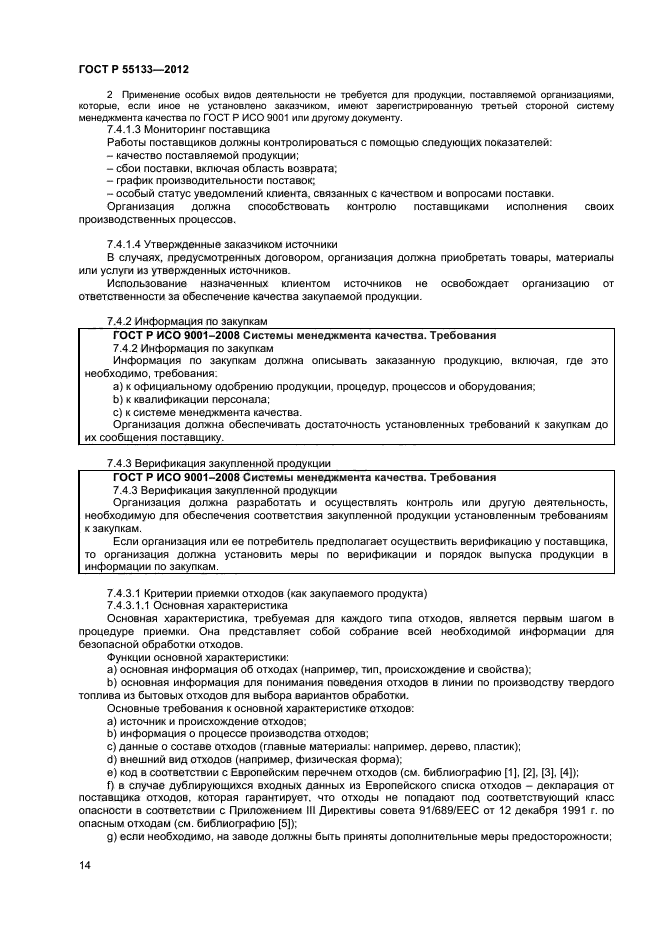 ГОСТ Р 55133—2012
2 Применение особых видов деятельности не требуется для продукции, поставляемой организациями,
которые, если иное не установлено заказчиком, имеют зарегистрированную третьей стороной систему
менеджмента качества по ГОСТ Р ИСО 9001 или другому документу.
7.4.1.3 Мониторинг поставщика
Работы поставщиков должны контролироваться с помощью следующих показателей:
– качество поставляемой продукции;
– сбои поставки, включая область возврата;
– график производительности поставок;
– особый статус уведомлений клиента, связанных с качеством и вопросами поставки.
Организация должна способствовать контролю поставщиками исполнения своих
производственных процессов.
7.4.1.4 Утвержденные заказчиком источники
В случаях, предусмотренных договором, организация должна приобретать товары, материалы
или услуги из утвержденных источников.
Использование назначенных клиентом источников не освобождает организацию от
ответственности за обеспечение качества закупаемой продукции.
7.4.2 Информация по закупкам
ГОСТ Р ИСО 9001–2008 Системы менеджмента качества. Требования
7.4.2 Информация по закупкам
Информация по закупкам должна описывать заказанную продукцию, включая, где это
необходимо, требования:
a) к официальному одобрению продукции, процедур, процессов и оборудования;
b) к квалификации персонала;
c) к системе менеджмента качества.
Организация должна обеспечивать достаточность установленных требований к закупкам до
их сообщения поставщику.
7.4.3 Верификация закупленной продукции
ГОСТ Р ИСО 9001–2008 Системы менеджмента качества. Требования
7.4.3 Верификация закупленной продукции
Организация должна разработать и осуществлять контроль или другую деятельность,
необходимую для обеспечения соответствия закупленной продукции установленным требованиям
к закупкам.
Если организация или ее потребитель предполагает осуществить верификацию у поставщика,
то организация должна установить меры по верификации и порядок выпуска продукции в
информации по закупкам.
7.4.3.1 Критерии приемки отходов (как закупаемого продукта)
7.4.3.1.1 Основная характеристика
Основная характеристика, требуемая для каждого типа отходов, является первым шагом в
процедуре приемки. Она представляет собой собрание всей необходимой информации для
безопасной обработки отходов.
Функции основной характеристики:
a) основная информация об отходах (например, тип, происхождение и свойства);
b) основная информация для понимания поведения отходов в линии по производству твердого
топлива из бытовых отходов для выбора вариантов обработки.
Основные требования к основной характеристике отходов:
a) источник и происхождение отходов;
b) информация о процессе производства отходов;
c) данные о составе отходов (главные материалы: например, дерево, пластик);
d) внешний вид отходов (например, физическая форма);
e) код в соответствии с Европейским перечнем отходов (см. библиографию [1], [2], [3], [4]);
f) в случае дублирующихся входных данных из Европейского списка отходов – декларация от
поставщика отходов, которая гарантирует, что отходы не попадают под соответствующий класс
опасности в соответствии с Приложением III Директивы совета 91/689/EEC от 12 декабря 1991 г. по
опасным отходам (см. библиографию [5]);
g) если необходимо, на заводе должны быть приняты дополнительные меры предосторожности;
14